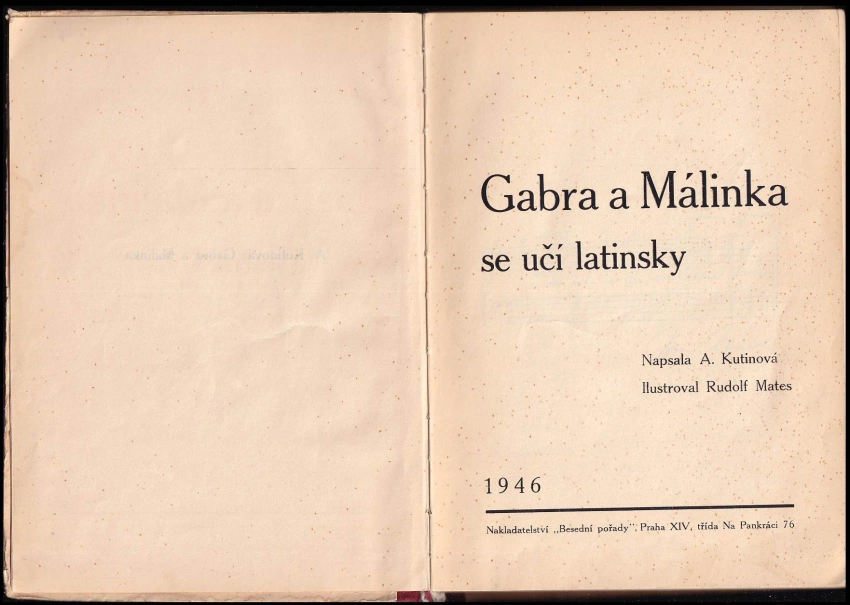 Gabra a Málinka
se učí latinsky
Napsala A. Kutinová
Ilustroval Rudolf Mates
1946
Nakladatelství „Besední pořady", Praha XIV, třída Na Pankráci 76